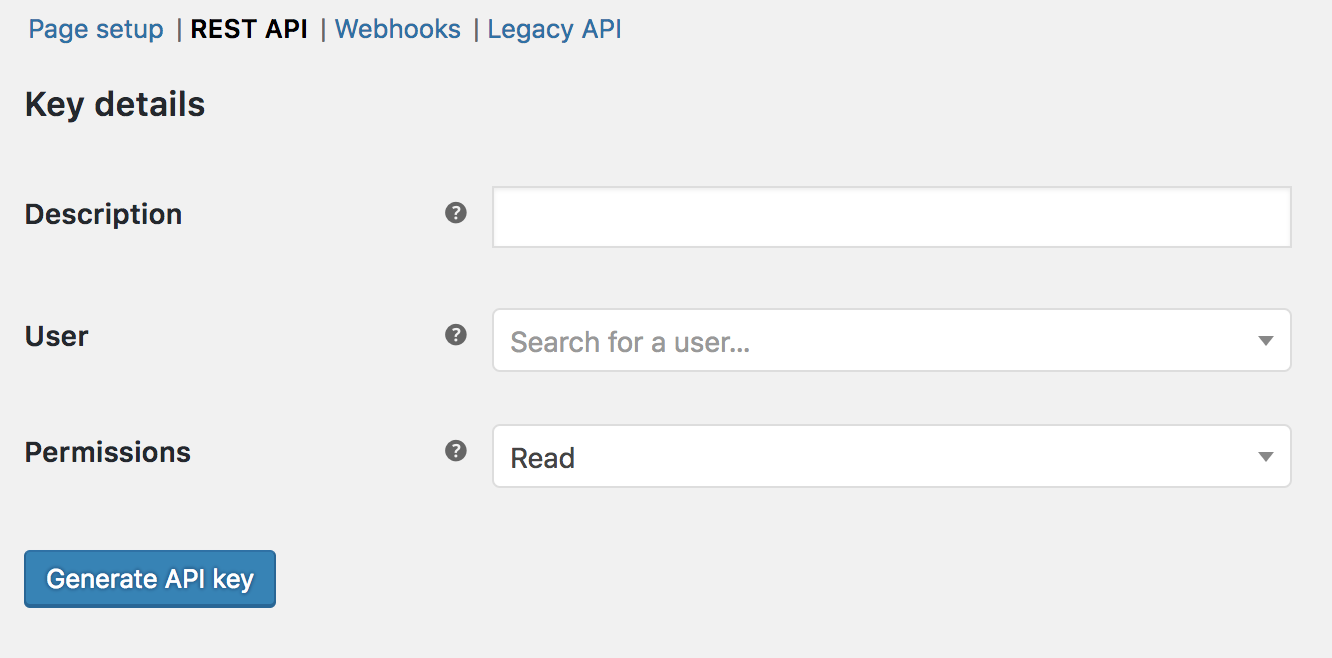 Page setup | REST API | Webhooks | Legacy API
Key details
Description ?
User ? Search for a user...
Permissions ? Read
Generate API key